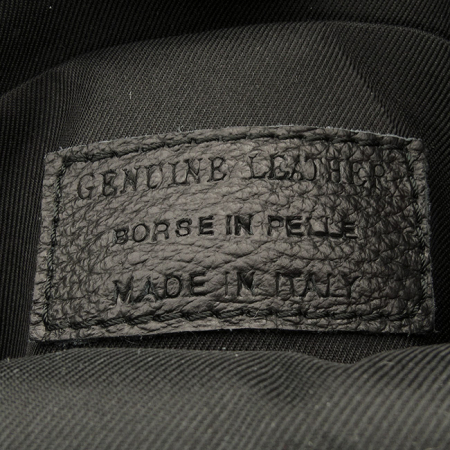 GENUINE LEATHER
BORSE IN PELLE
MADE IN ITALY